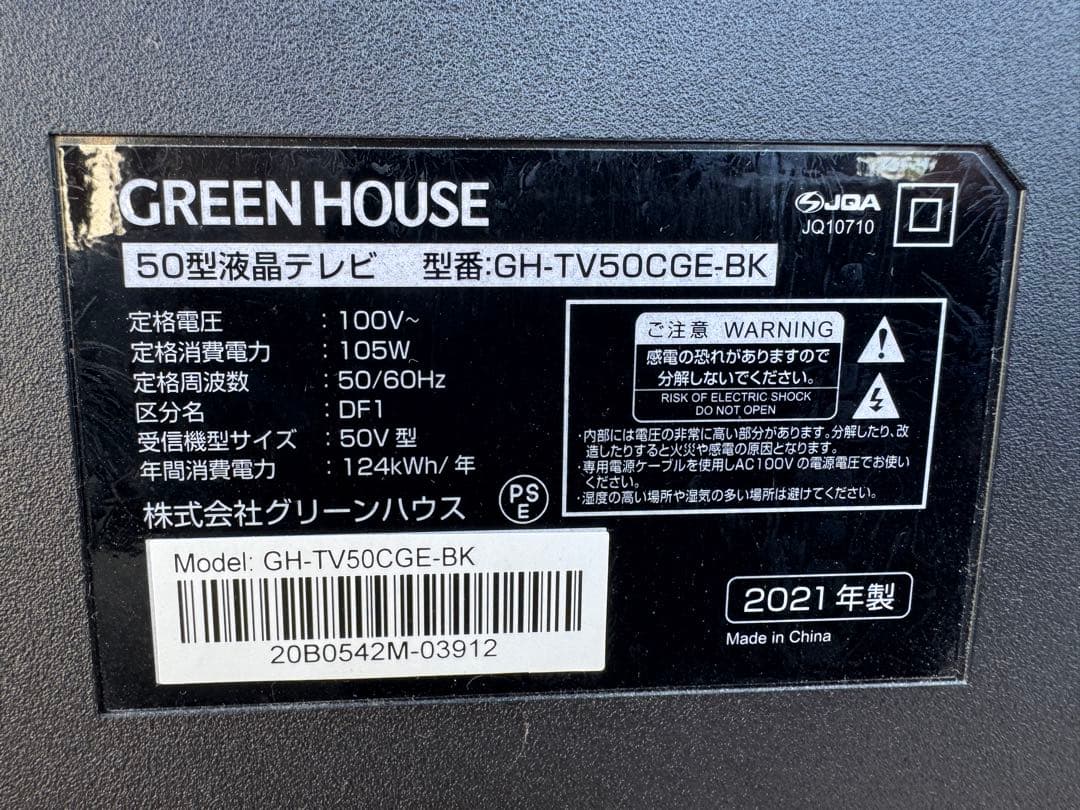 GREEN HOUSE
JQA
JQ10710
50型液晶テレビ 型番:GH-TV50CGE-BK
定格電圧 : 100V~
定格消費電力 : 105W
定格周波数 : 50/60Hz
区分名 : DF1
受信機型サイズ : 50V 型
年間消費電力 : 124kWh/年
株式会社グリーンハウス
PS
E
ご注意 WARNING
感電の恐れがありますので
分解しないでください。
RISK OF ELECTRIC SHOCK
DO NOT OPEN
・内部には電圧の非常に高い部分があります。分解したり、改
造したりすると火災や感電の原因となります。
・専用電源ケーブルを使用しAC100Vの電源電圧でお使い
ください。
・湿度の高い場所や湿気の多い場所は避けてください。
Model: GH-TV50CGE-BK
20B0542M-03912
2021年製
Made in China